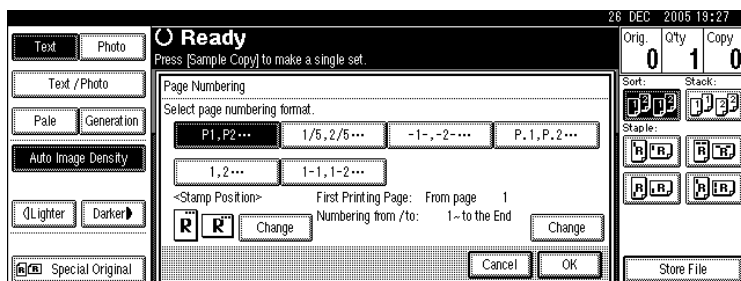 26 DEC 2005 19:27
Text Photo
Text / Photo
Pale Generation
Auto Image Density
Lighter Darker
Special Original
Ready
Press [Sample Copy] to make a single set.
Page Numbering
Select page numbering format.
P1,P2··· 1/5,2/5··· -1-,-2-··· P.1,P.2···
1,2··· 1-1,1-2···
<Stamp Position> First Printing Page: From page 1
Numbering from /to: 1~ to the End
R R Change Change
Cancel OK
Orig. Q'ty Copy
0 1 0
Sort: Stack:
Staple:
Store File